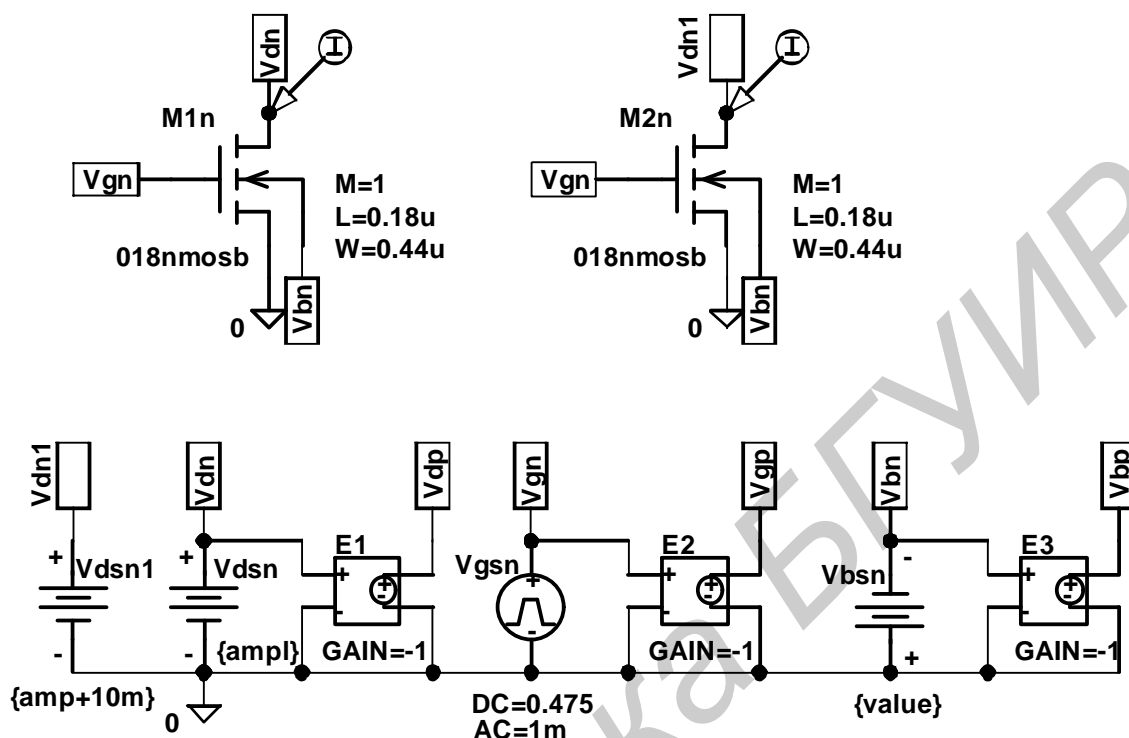 Vdn
I
M1n
Vgn
M=1
L=0.18u
W=0.44u
018nmosb
Vbn
0
Vdn1
I
M2n
Vgn
M=1
L=0.18u
W=0.44u
018nmosb
Vbn
0
Vdn1
Vdn
Vdp
Vgn
Vgp
Vbn
Vbp
+
Vdsn1
-
{amp+10m}
+
Vdsn
-
{ampl}
0
E1
+
-
+
-
GAIN=-1
Vgsn
+
-
DC=0.475
AC=1m
E2
+
-
+
-
GAIN=-1
-
Vbsn
+
{value}
E3
+
-
+
-
GAIN=-1
ка БГУИР